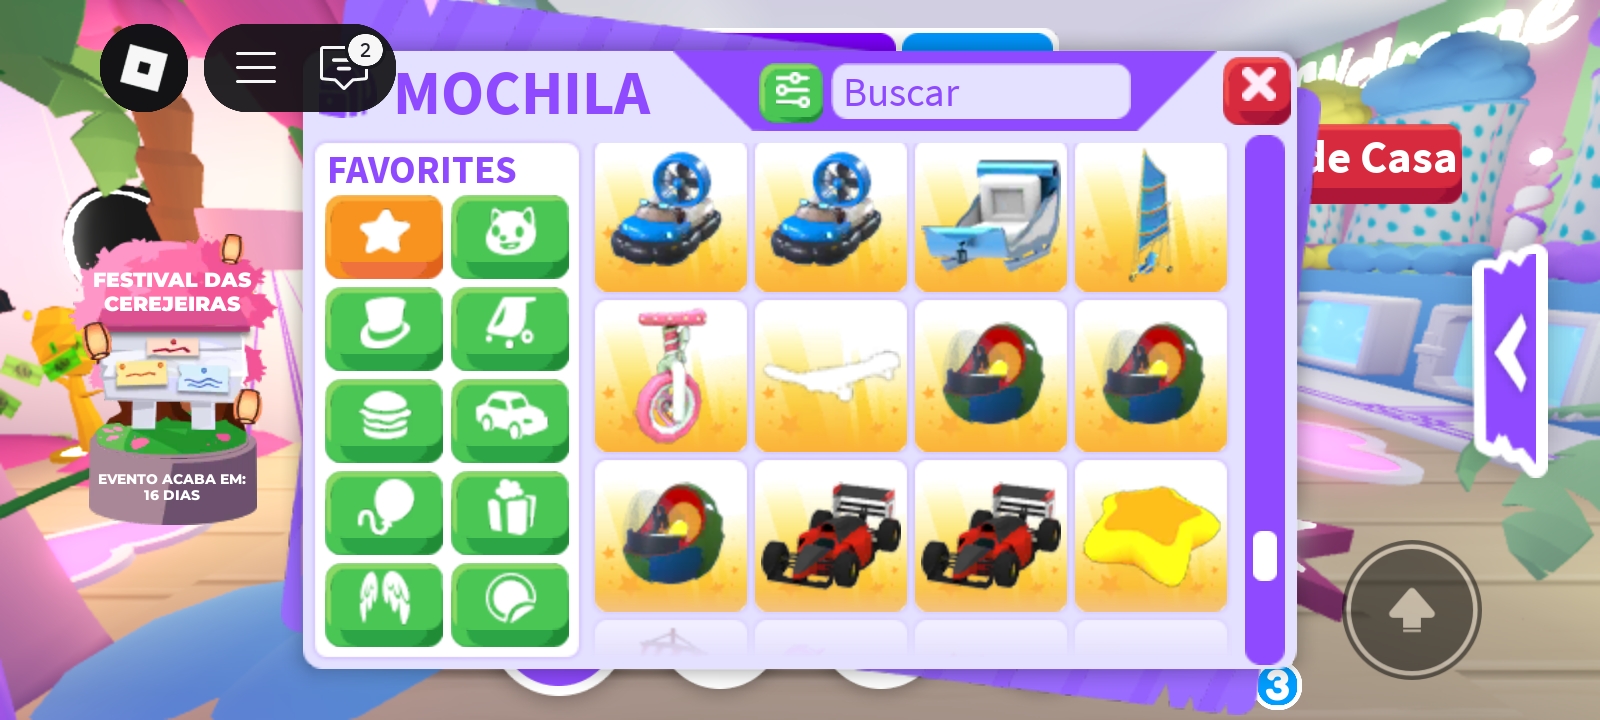 2
MOCHILA
Buscar
FAVORITES
de Casa
FESTIVAL DAS
CEREJEIRAS
EVENTO ACABA EM:
16 DIAS
3